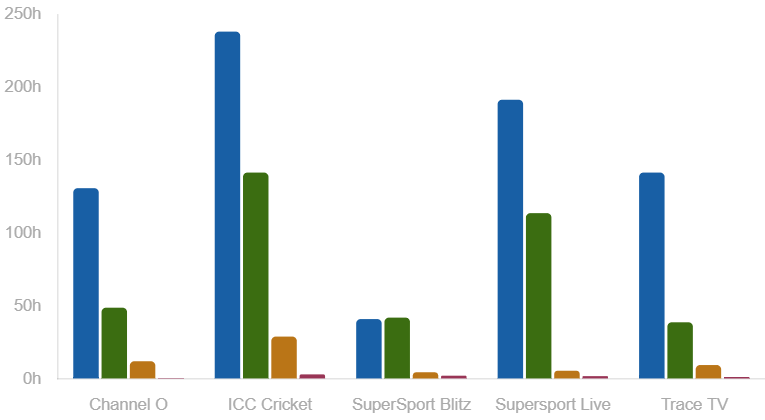 250h
200h
150h
100h
50h
0h
Channel O ICC Cricket SuperSport Blitz Supersport Live Trace TV